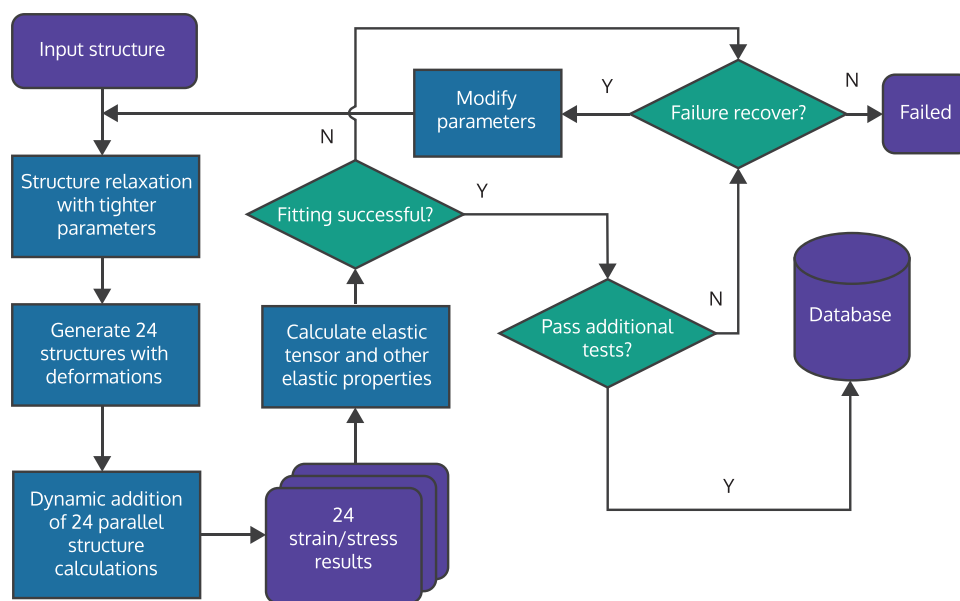 Input structure
Structure relaxation
with tighter
parameters
Generate 24
structures with
deformations
Dynamic addition
of 24 parallel
structure
calculations
24
strain/stress
results
Calculate elastic
tensor and other
elastic properties
Fitting successful?
N
Y
Modify
parameters
Y
Failure recover?
N
Failed
Pass additional
tests?
N
Y
Database